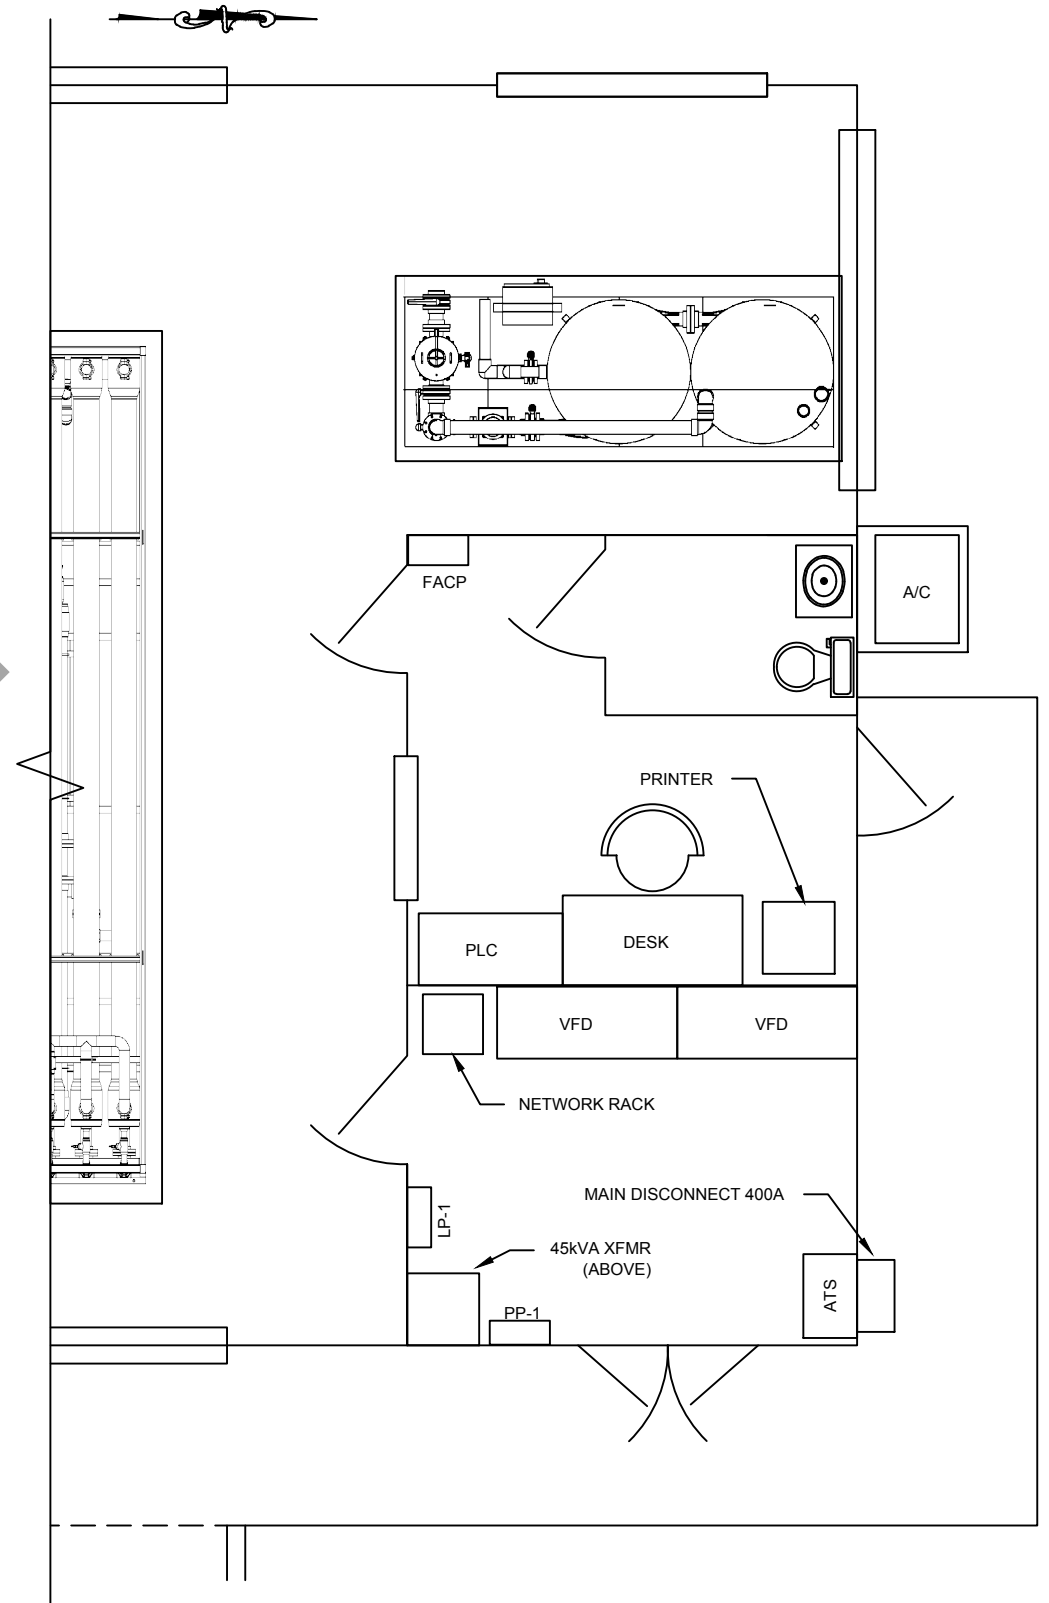 FACP
A/C
PRINTER
PLC
DESK
VFD
VFD
NETWORK RACK
MAIN DISCONNECT 400A
LP-1
45kVA XFMR
(ABOVE)
ATS
PP-1